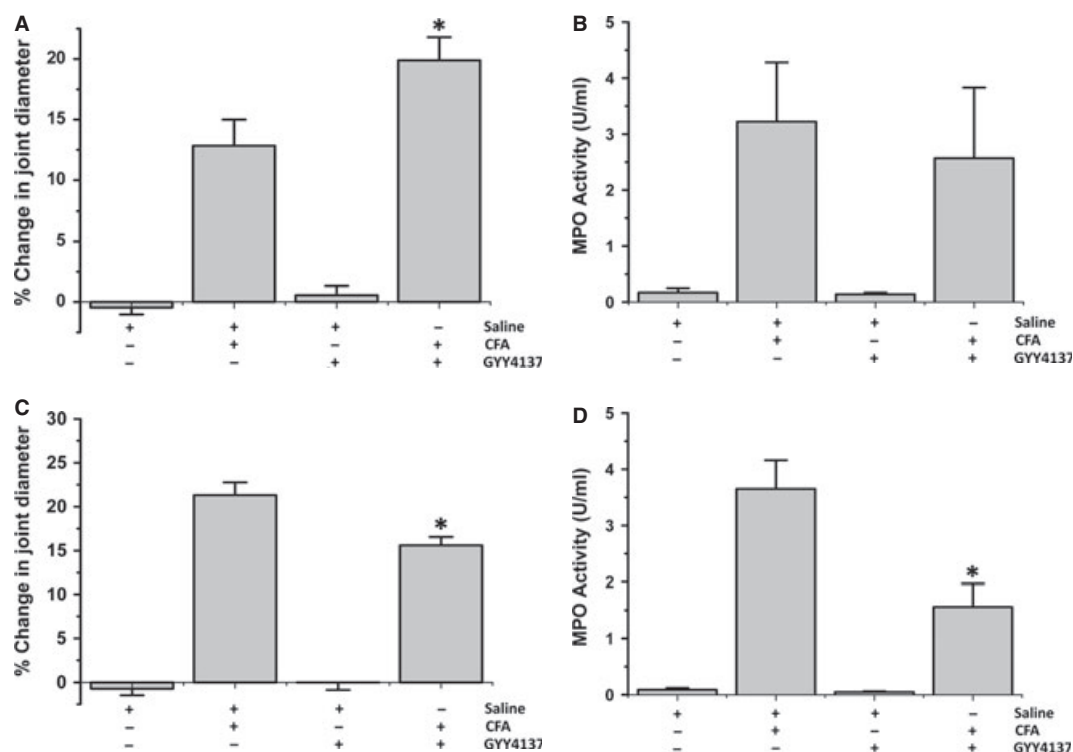 A
% Change in joint diameter
20
15
10
5
0
*
+ + + – Saline
– + – + CFA
– – + + GYY4137
B
MPO Activity (U/ml)
5
4
3
2
1
0
+ + + – Saline
– + – + CFA
– – + + GYY4137
C
% Change in joint diameter
30
25
20
15
10
5
0
*
+ + + – Saline
– + – + CFA
– – + + GYY4137
D
MPO Activity (U/ml)
5
4
3
2
1
0
*
+ + + – Saline
– + – + CFA
– – + + GYY4137